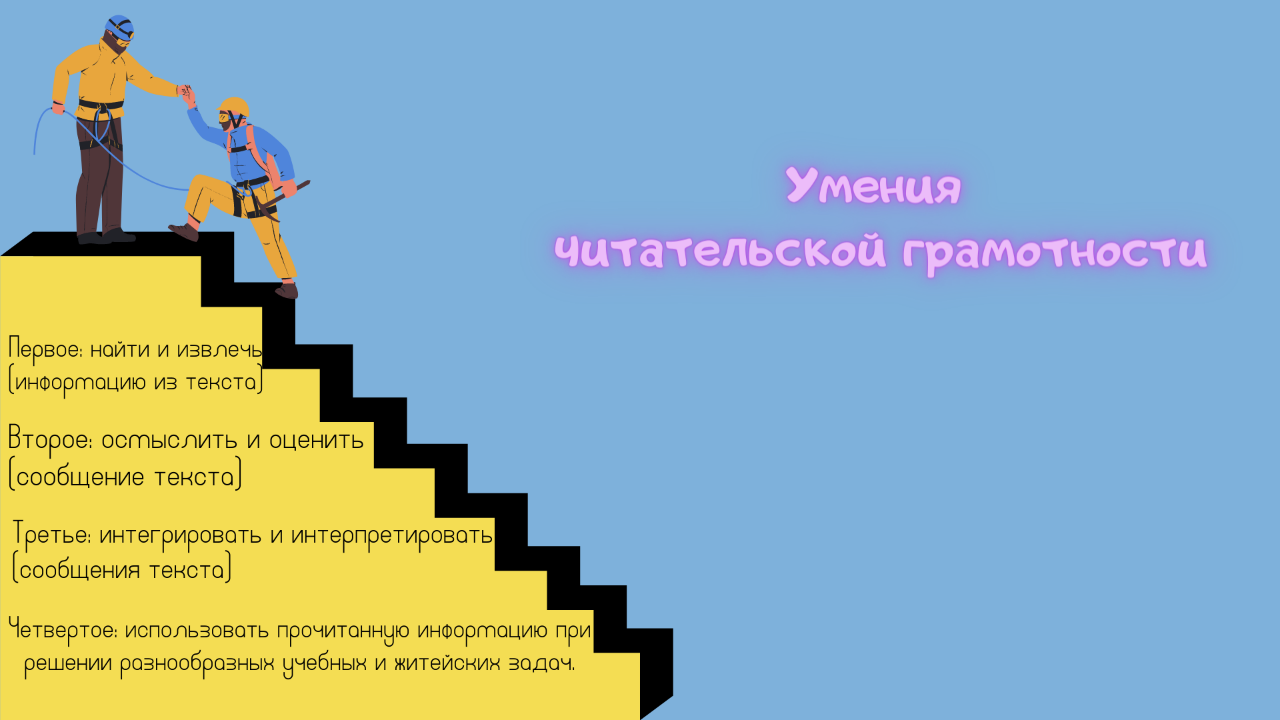 Умения
читательской грамотности
Первое: найти и извлечь
(информацию из текста)
Второе: осмыслить и оценить
(сообщение текста)
Третье: интегрировать и интерпретировать
(сообщения текста)
Четвертое: использовать прочитанную информацию при
решении разнообразных учебных и житейских задач.